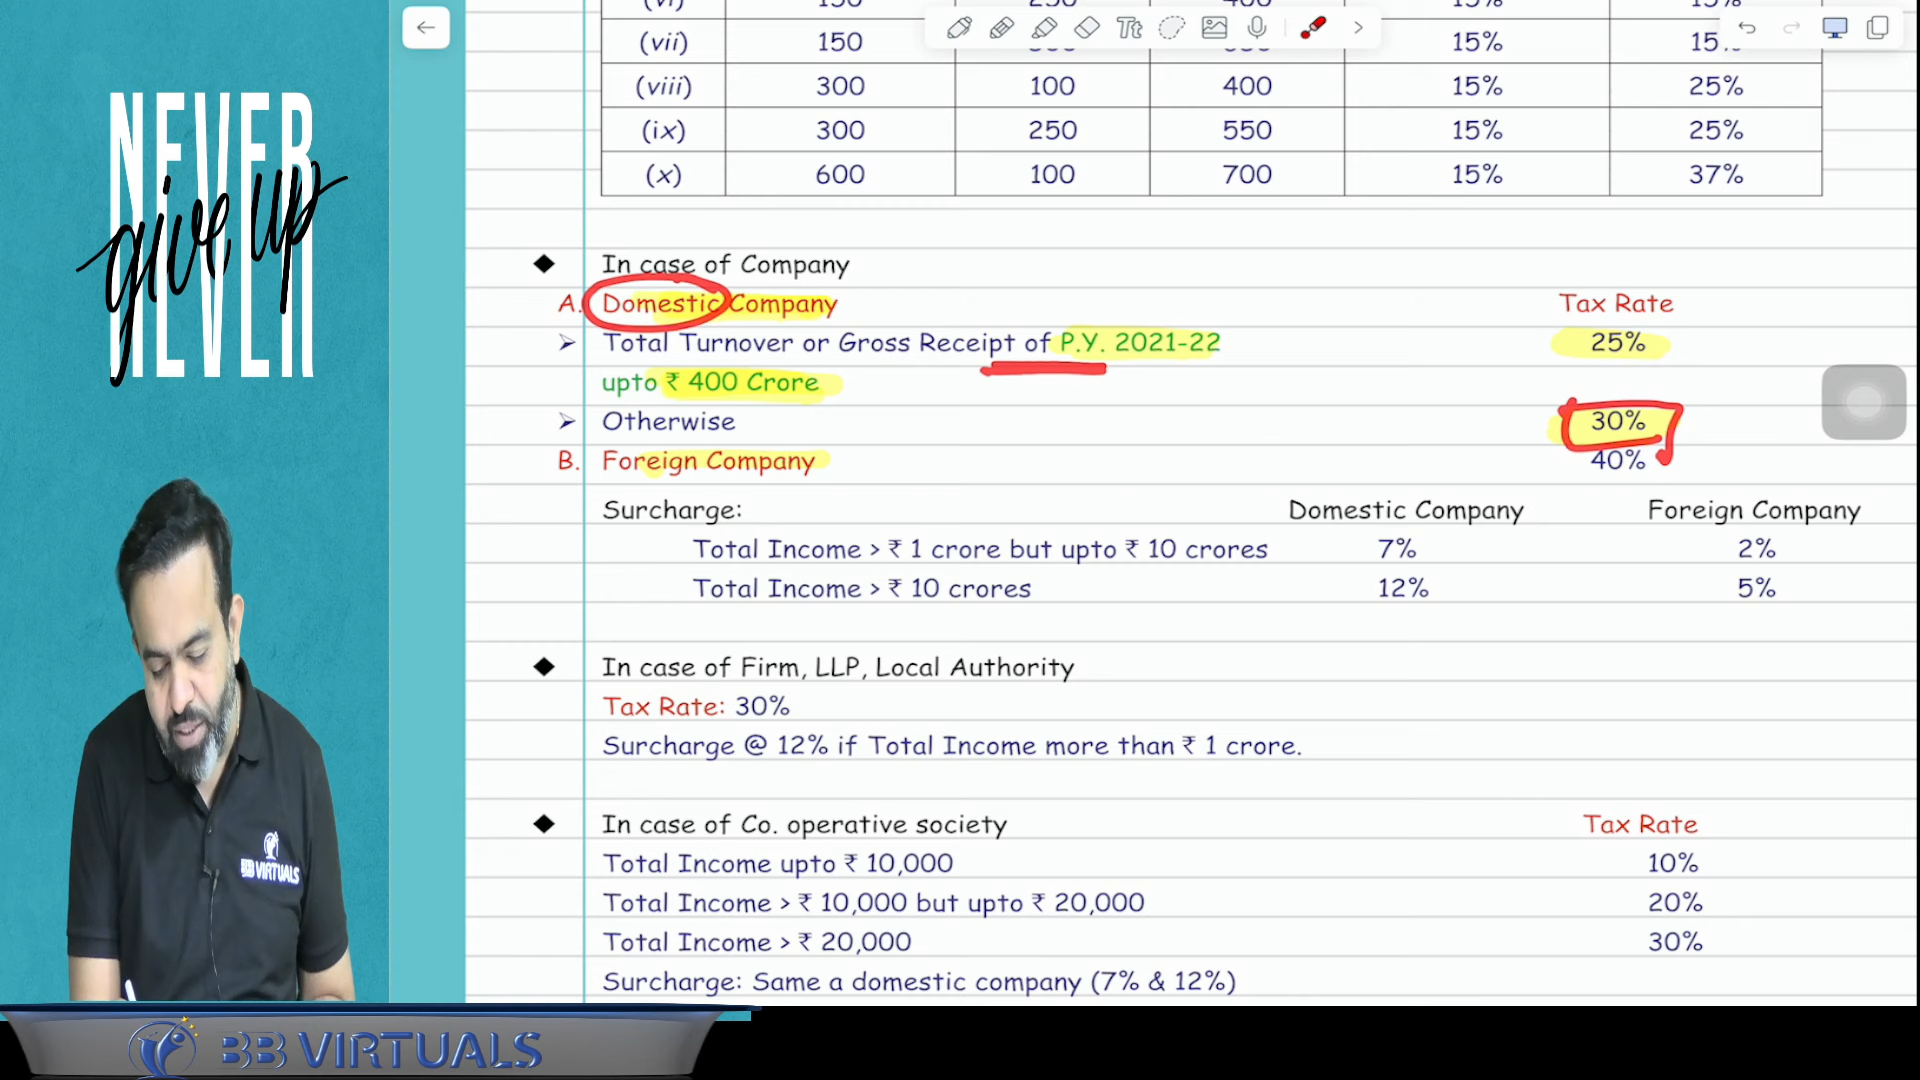 NEVER
give up
NEVER
(vii) 150 15%
(viii) 300 100 400 15% 25%
(ix) 300 250 550 15% 25%
(x) 600 100 700 15% 37%
In case of Company
A. Domestic Company Tax Rate
Total Turnover or Gross Receipt of P.Y. 2021-22 25%
upto ₹ 400 Crore
Otherwise 30%
B. Foreign Company 40%
Surcharge: Domestic Company Foreign Company
Total Income > ₹ 1 crore but upto ₹ 10 crores 7% 2%
Total Income > ₹ 10 crores 12% 5%
In case of Firm, LLP, Local Authority
Tax Rate: 30%
Surcharge @ 12% if Total Income more than ₹ 1 crore.
In case of Co. operative society Tax Rate
Total Income upto ₹ 10,000 10%
Total Income > ₹ 10,000 but upto ₹ 20,000 20%
Total Income > ₹ 20,000 30%
Surcharge: Same a domestic company (7% & 12%)
BB VIRTUALS
BB VIRTUALS